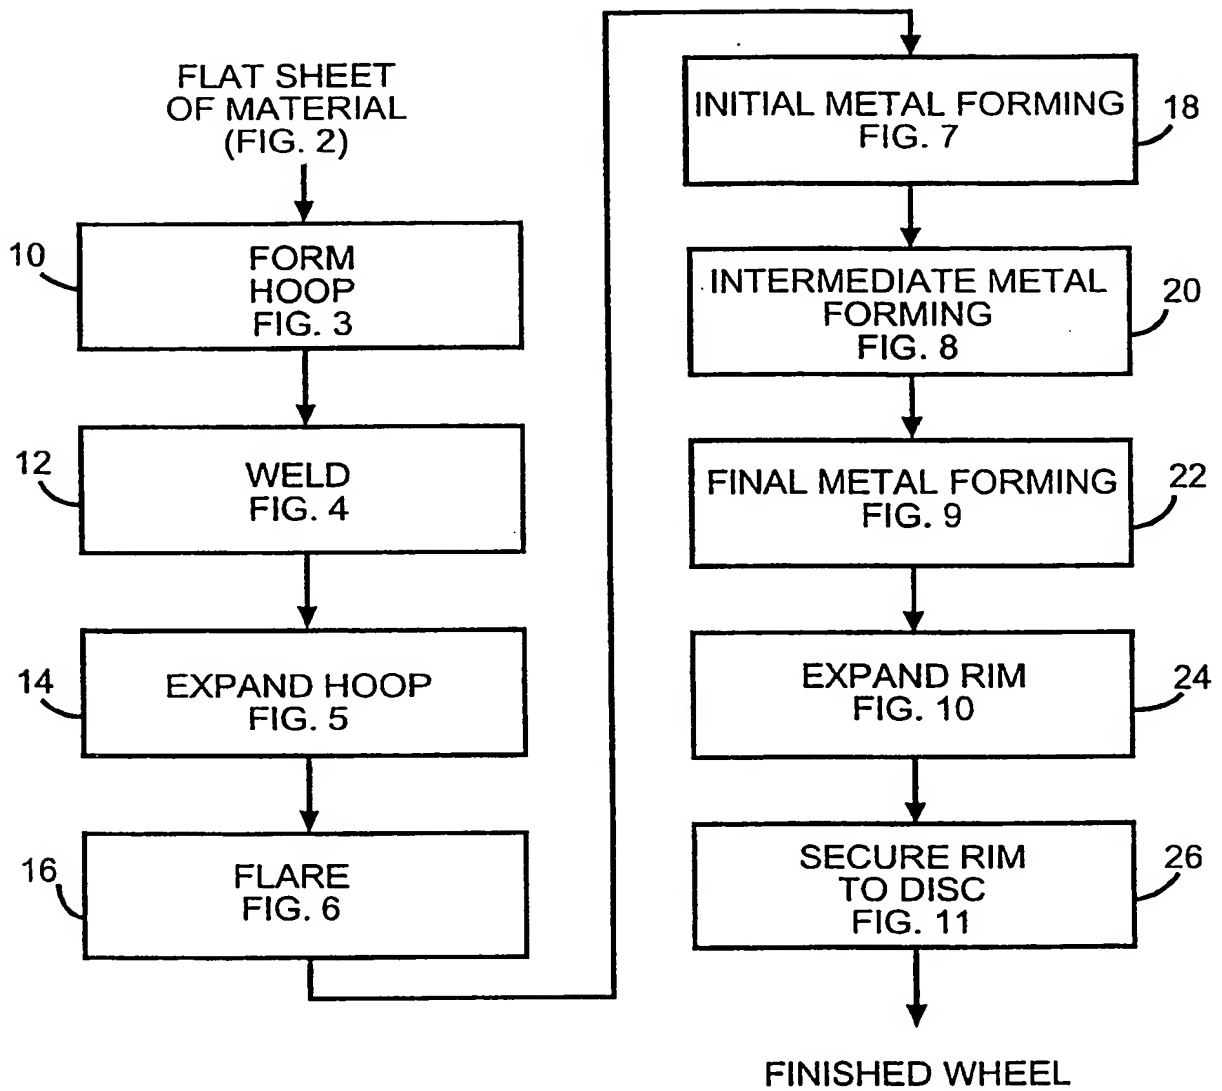 FLAT SHEET
OF MATERIAL
(FIG. 2)
10
FORM
HOOP
FIG. 3
12
WELD
FIG. 4
14
EXPAND HOOP
FIG. 5
16
FLARE
FIG. 6
INITIAL METAL FORMING
FIG. 7
18
INTERMEDIATE METAL
FORMING
FIG. 8
20
FINAL METAL FORMING
FIG. 9
22
EXPAND RIM
FIG. 10
24
SECURE RIM
TO DISC
FIG. 11
26
FINISHED WHEEL